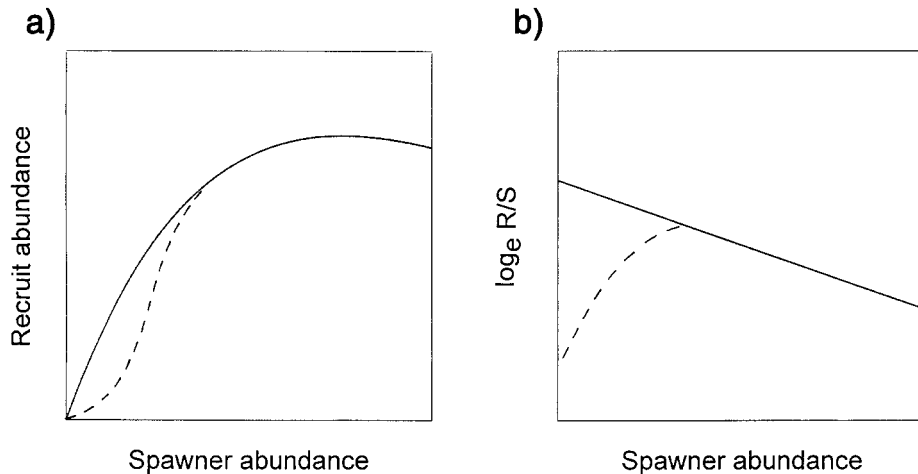 a)
Recruit abundance
Spawner abundance
b)
loge R/S
Spawner abundance